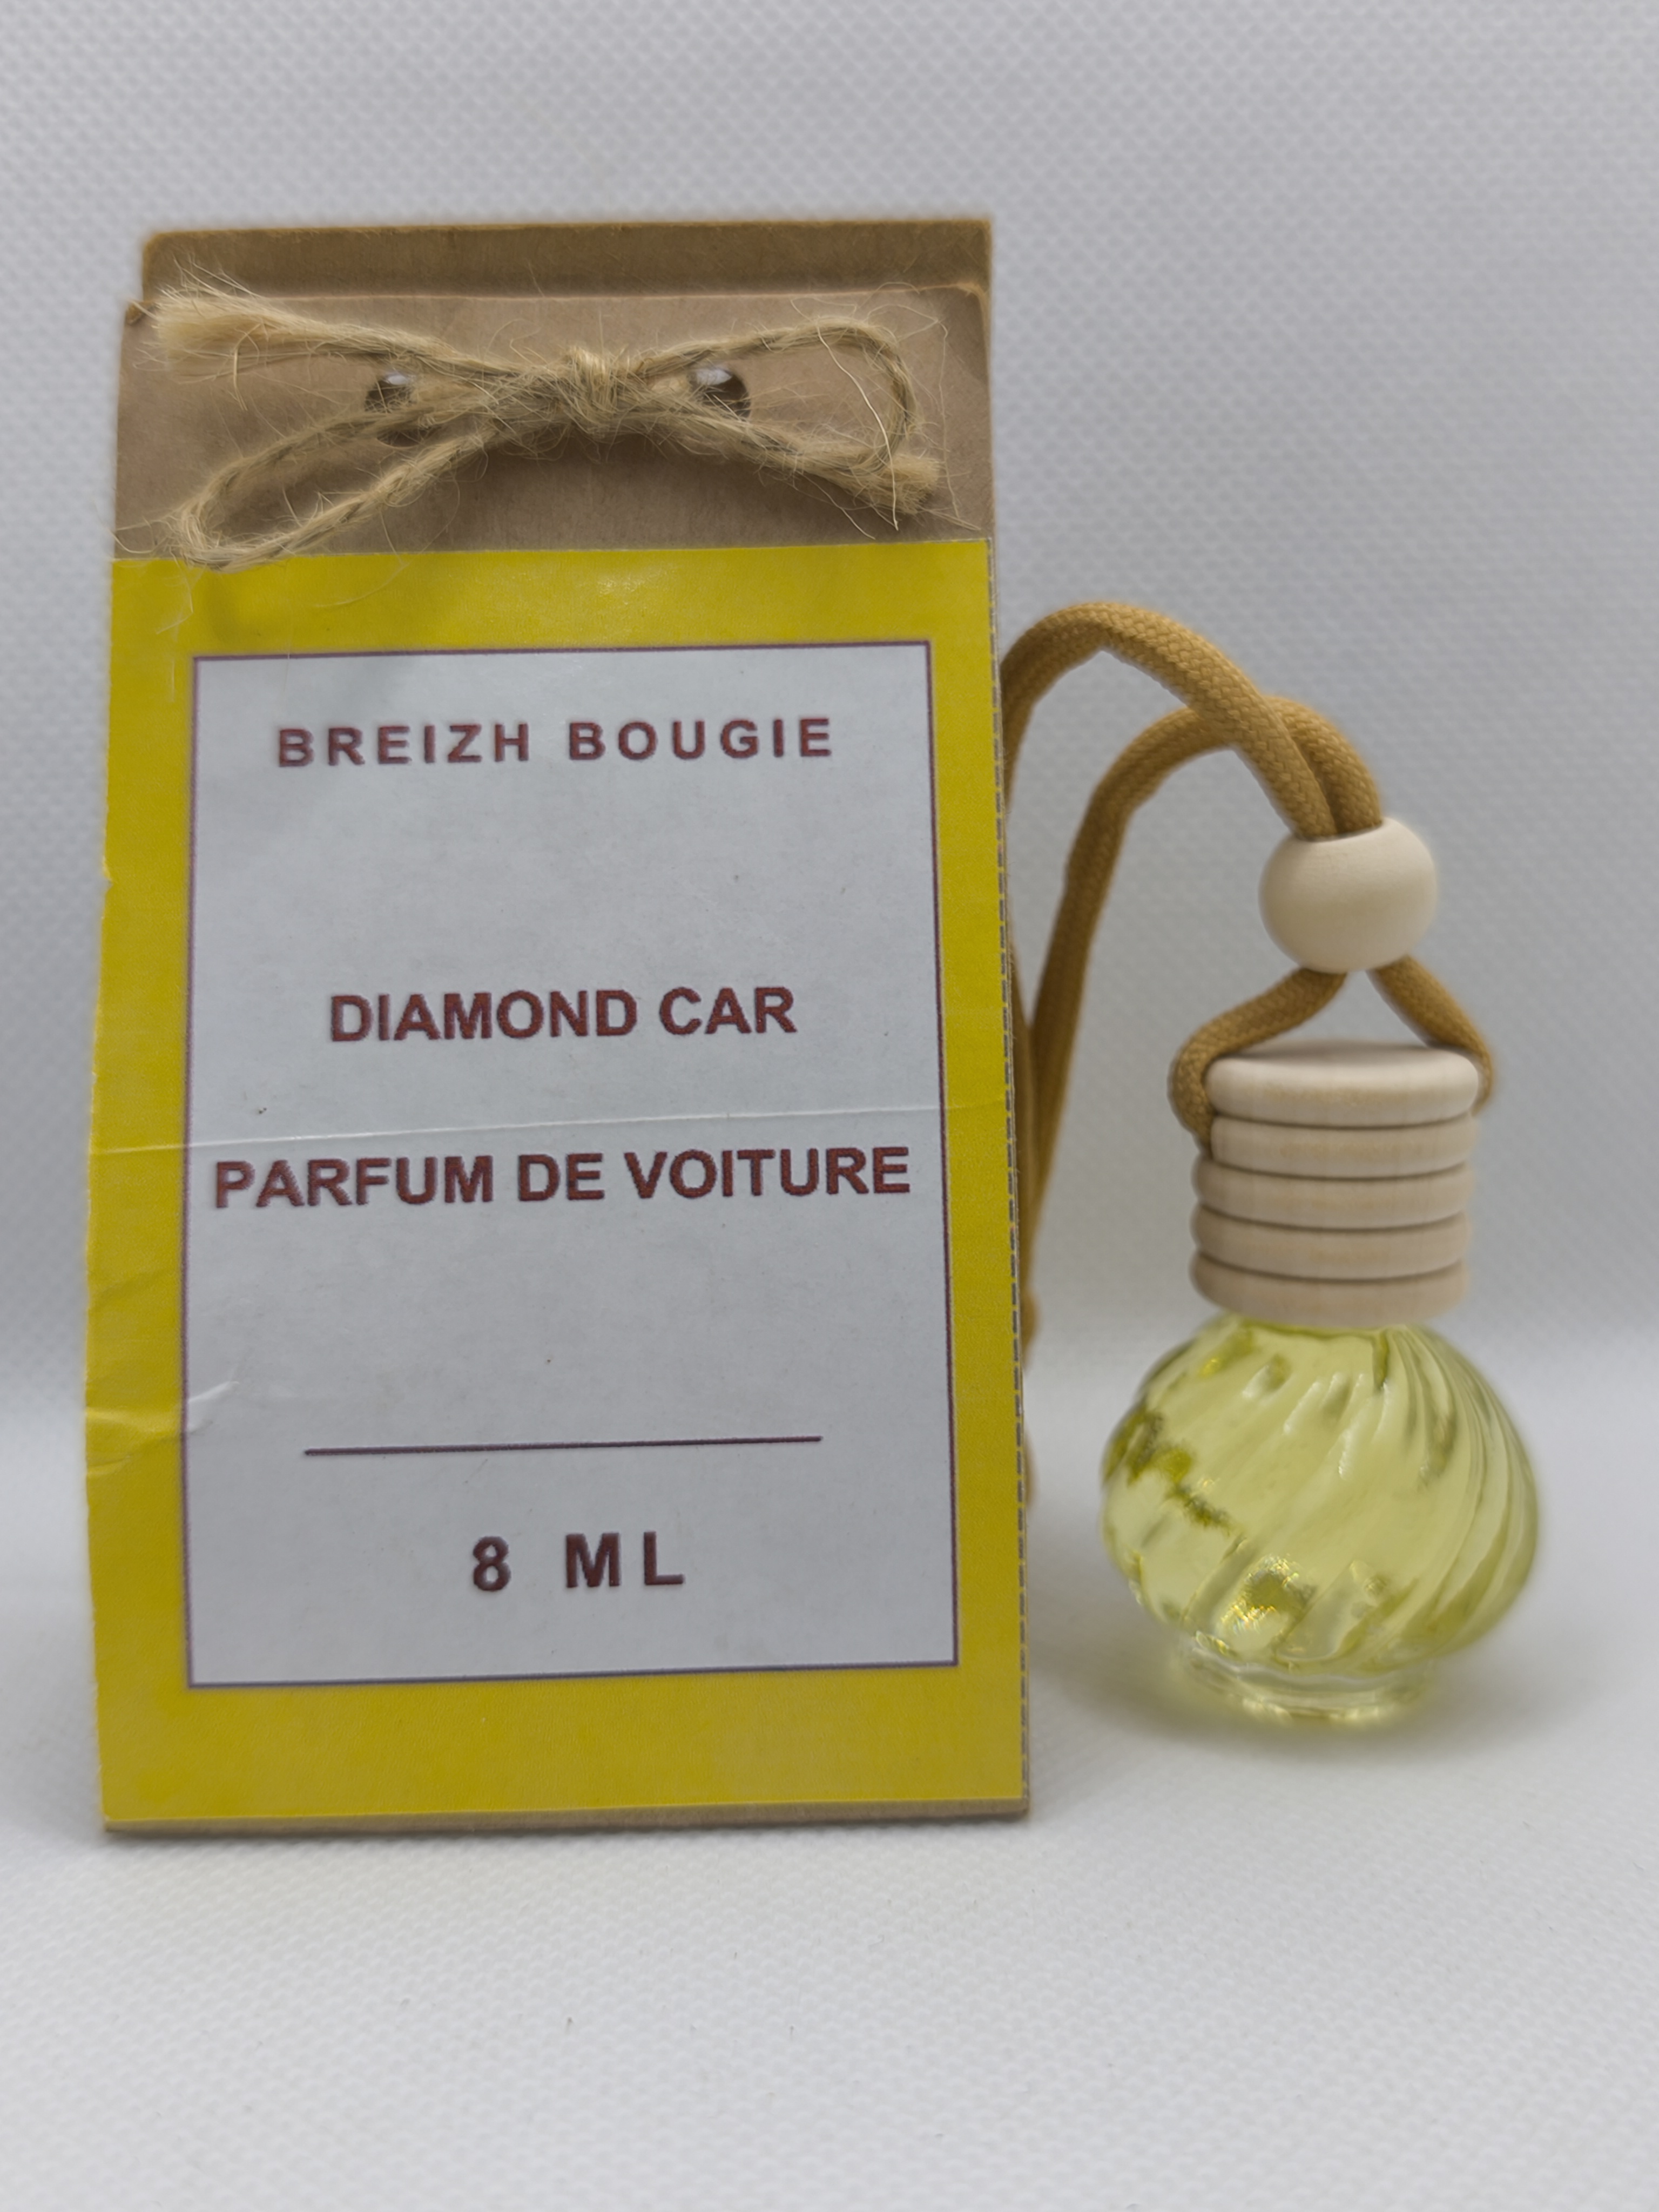 BREIZH BOUGIE
DIAMOND CAR
PARFUM DE VOITURE
8 ML